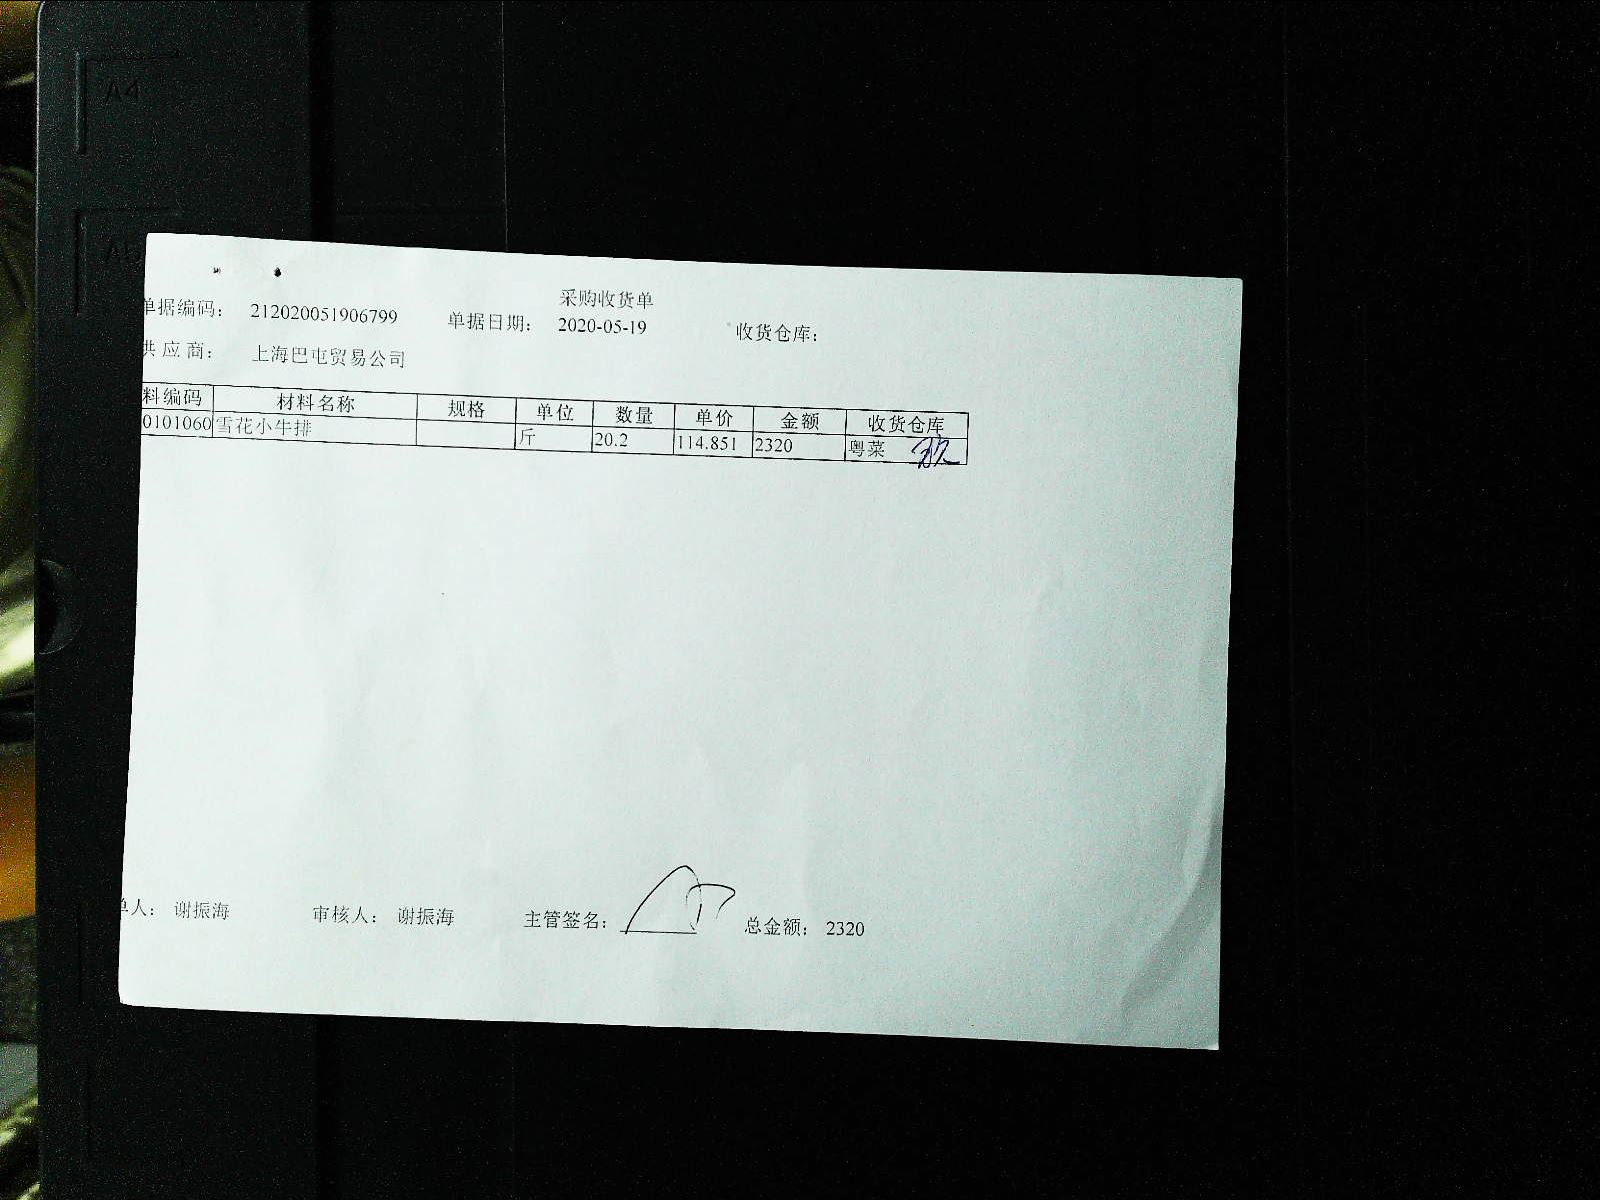 采购收货单
单据编码： 212020051906799 单据日期： 2020-05-19 收货仓库：
供应商： 上海巴屯贸易公司
料编码 材料名称 规格 单位 数量 单价 金额 收货仓库
0101060 雪花小牛排 斤 20.2 114.851 2320 粤菜
单人： 谢振海 审核人： 谢振海 主管签名： 总金额： 2320
A4
A5